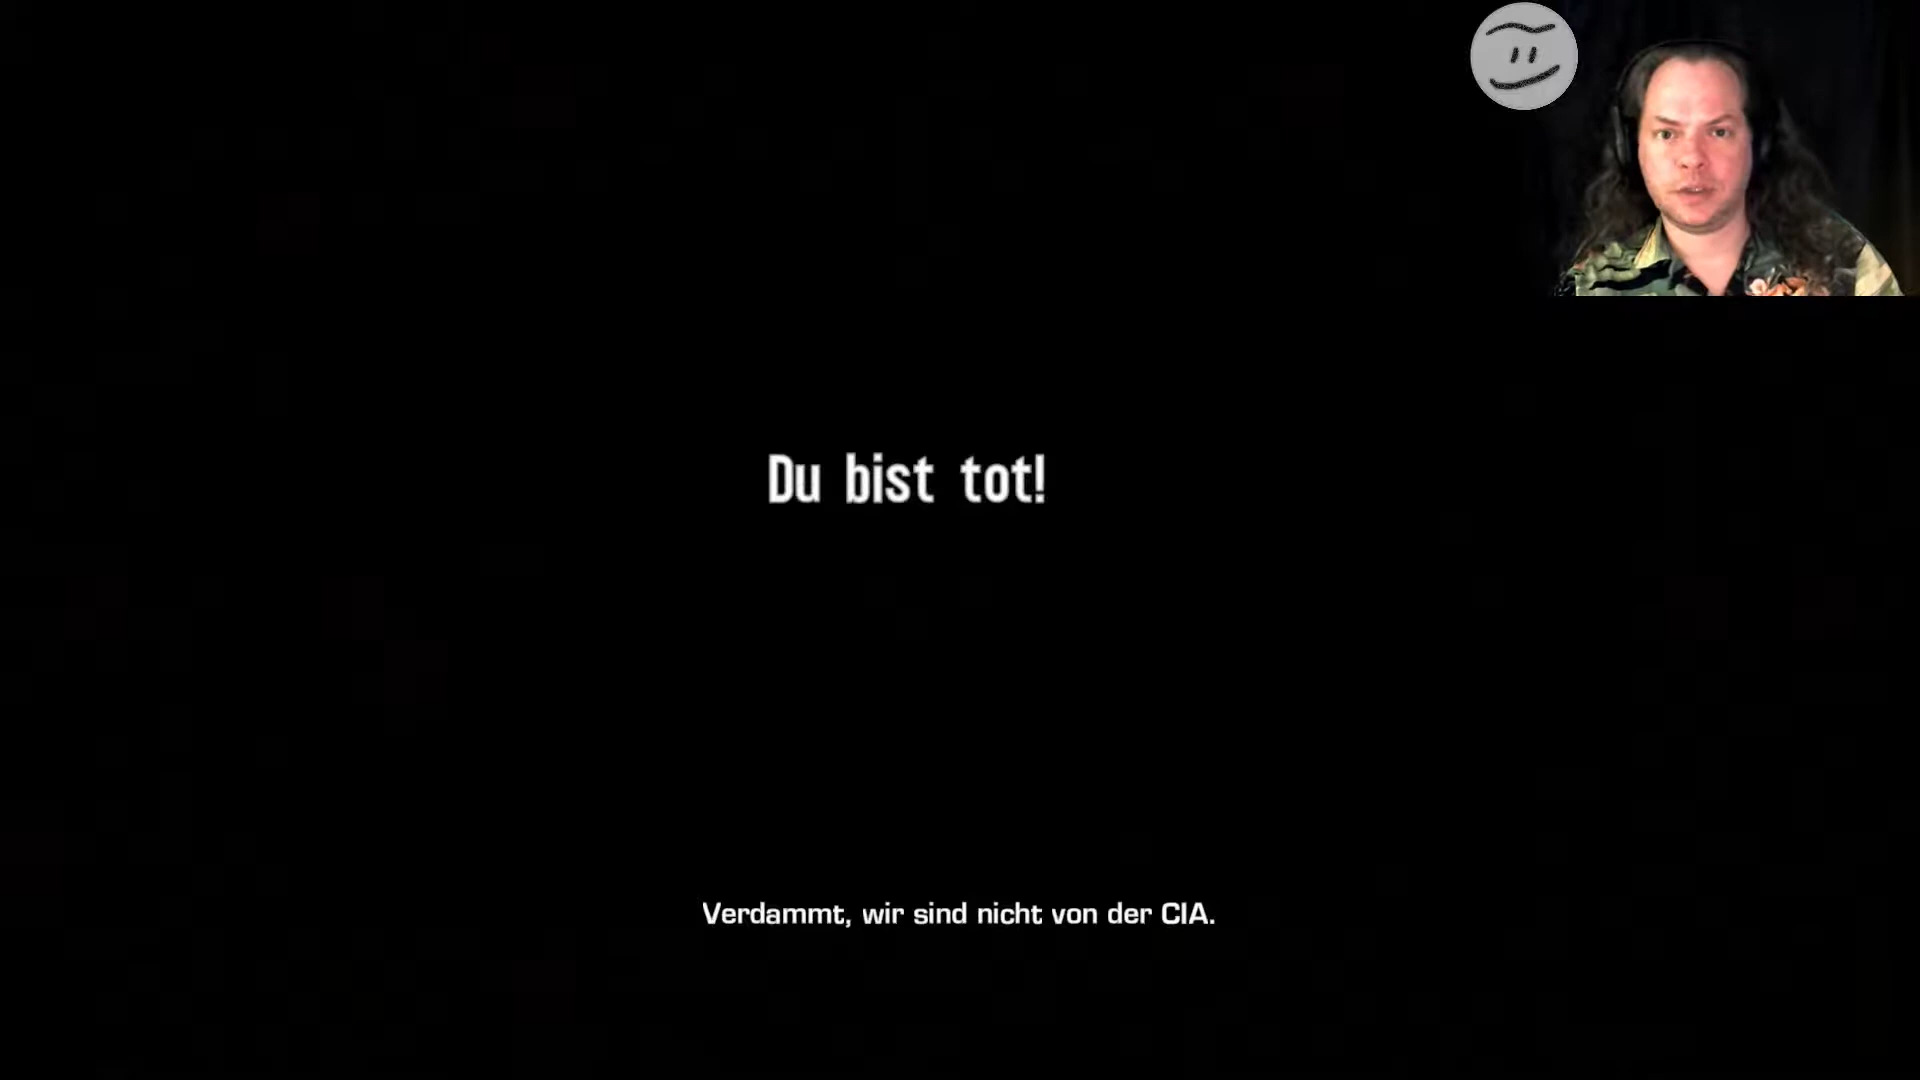 Du bist tot!
Verdammt, wir sind nicht von der CIA.